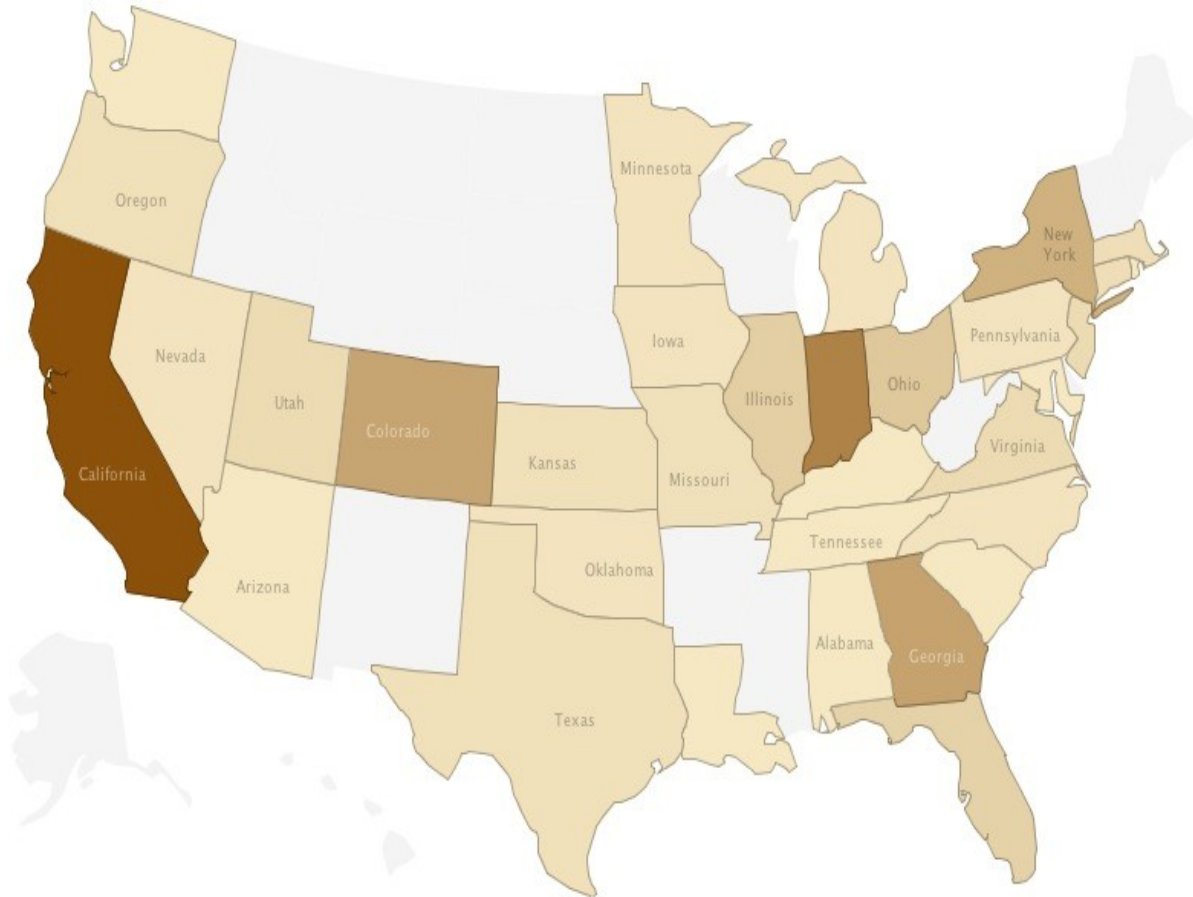 Minnesota
Oregon
New
York
Pennsylvania
Iowa
Nevada
Ohio
Illinois
Utah
Colorado
Virginia
Kansas
California
Missouri
Tennessee
Oklahoma
Arizona
Alabama
Georgia
Texas